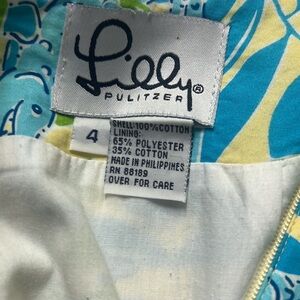 Lilly®
PULITZER
4
SHELL:100%COTTON
LINING:
65% POLYESTER
35% COTTON
MADE IN PHILIPPINES
RN 88189
OVER FOR CARE